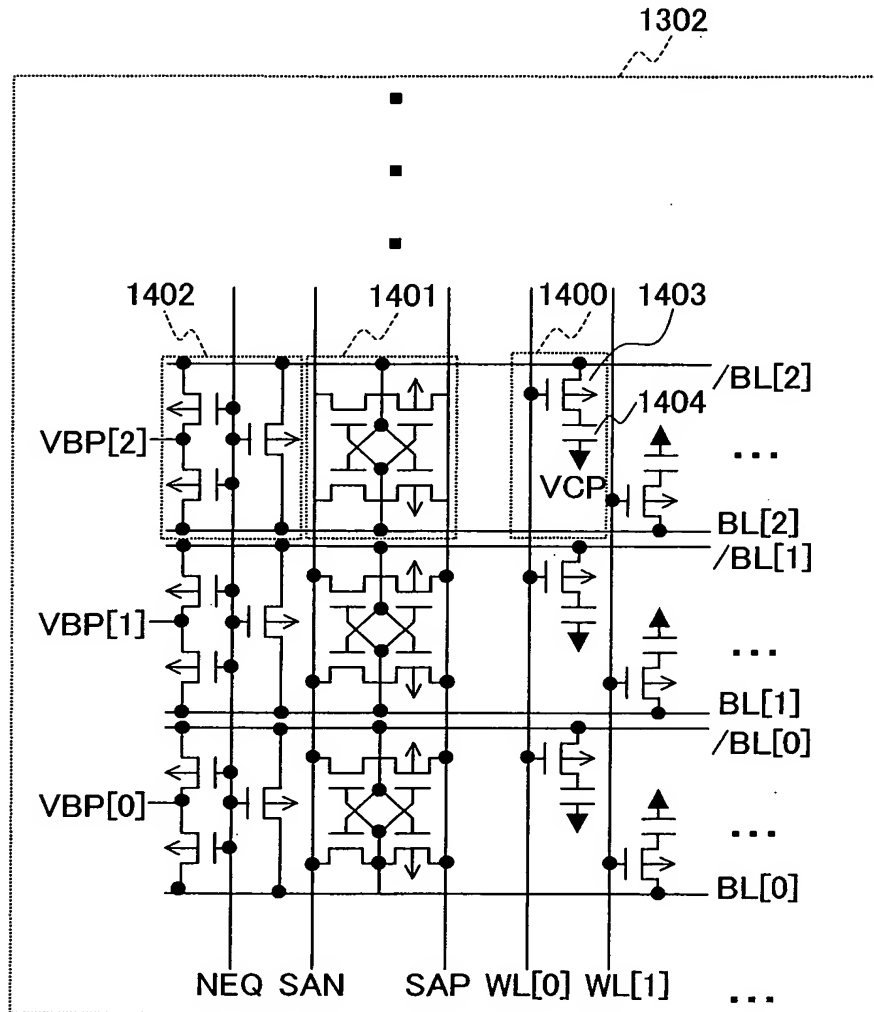 1302
1402
1401
1400
1403
/BL[2]
1404
VBP[2]
...
VCP
BL[2]
/BL[1]
VBP[1]
...
BL[1]
/BL[0]
VBP[0]
...
BL[0]
NEQ SAN SAP WL[0] WL[1] ...